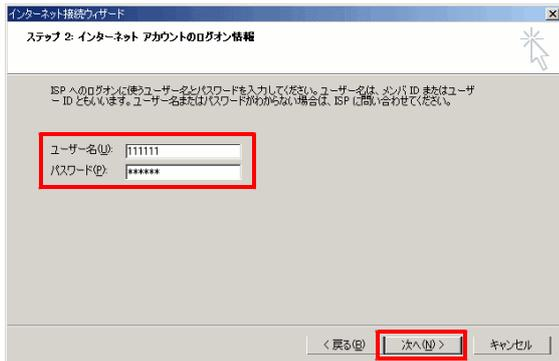 インターネット接続ウィザード
ステップ 2: インターネット アカウントのログオン情報
ISP へのログオンに使うユーザー名とパスワードを入力してください。ユーザー名は、メンバ ID またはユーザ
ー ID ともいいます。ユーザー名またはパスワードがわからない場合は、ISP に問い合わせてください。
ユーザー名(U): 111111
パスワード(P): ******
< 戻る(B) 次へ(N) > キャンセル